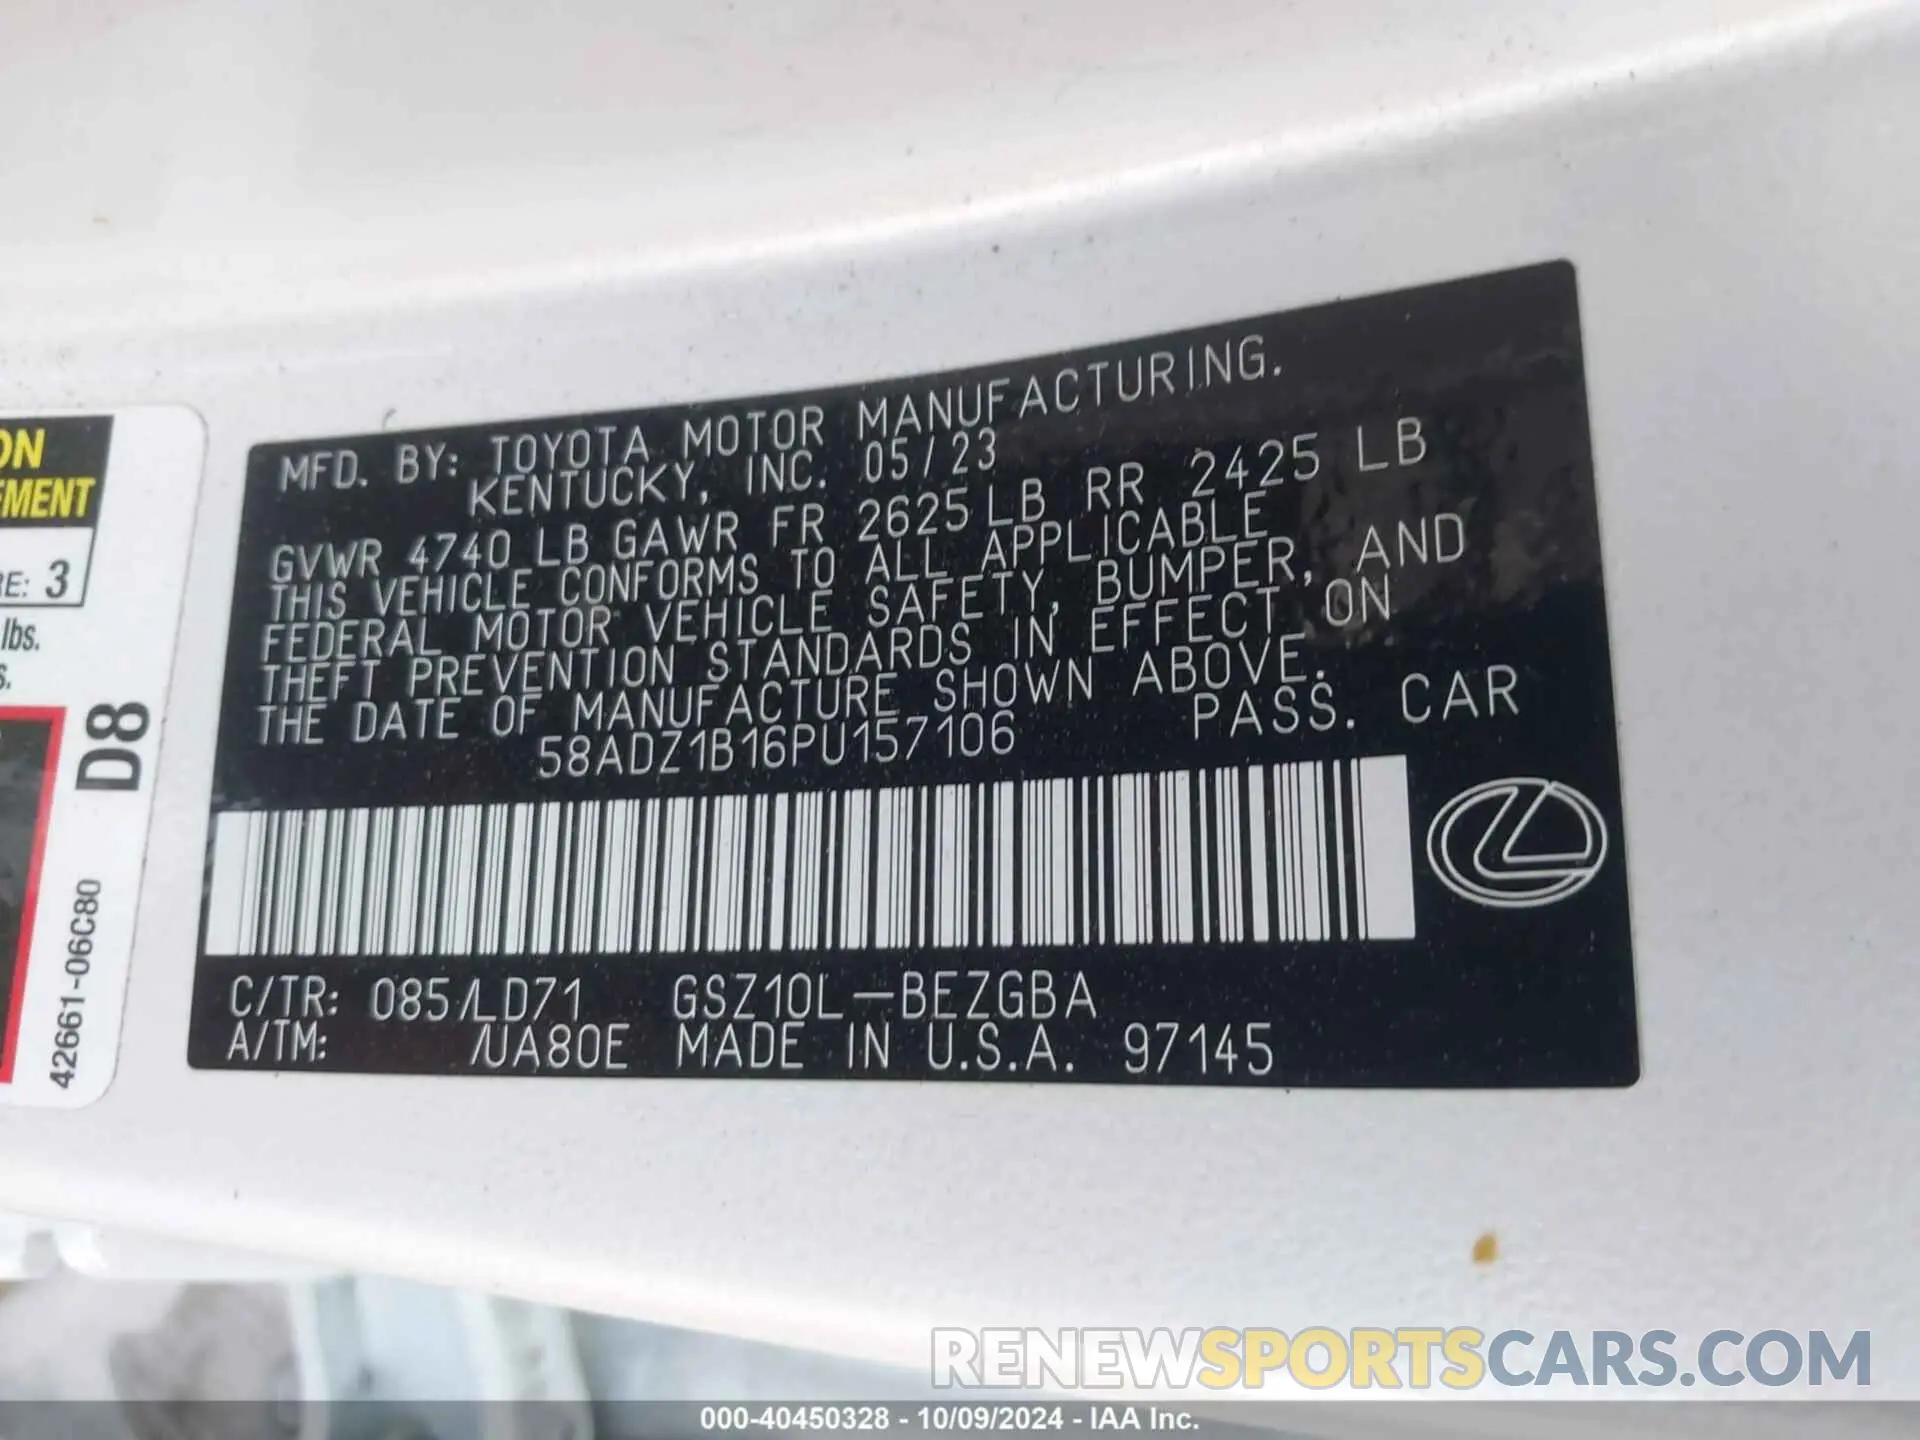 MFD. BY: TOYOTA MOTOR MANUFACTURING.
KENTUCKY, INC. 05/23
GVWR 4740 LB GAWR FR 2625 LB RR 2425 LB
THIS VEHICLE CONFORMS TO ALL APPLICABLE
FEDERAL MOTOR VEHICLE SAFETY, BUMPER, AND
THEFT PREVENTION STANDARDS IN EFFECT ON
THE DATE OF MANUFACTURE SHOWN ABOVE.
58ADZ1B16PU157106 PASS. CAR
C/TR: 085/LD71 GSZ10L-BEZGBA
A/TM: /UA80E MADE IN U.S.A. 97145
ON
EMENT
RE: 3
lbs.
s.
D8
42661-06C80
RENEWSPORTSCARS.COM
000-40450328 - 10/09/2024 - IAA Inc.